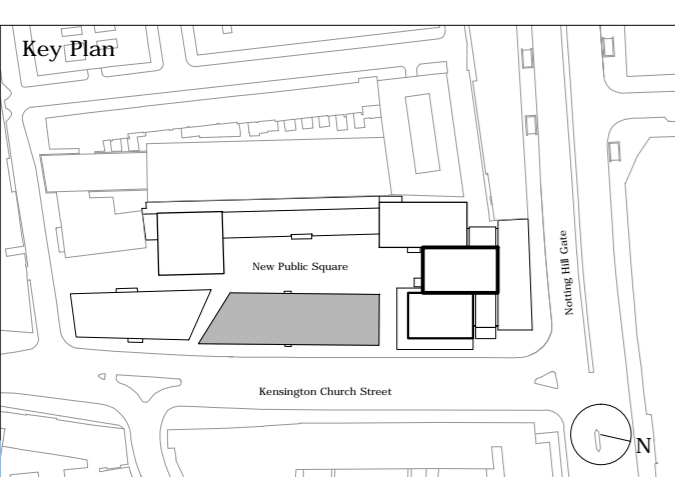 Key Plan
Notting Hill Gate
New Public Square
Kensington Church Street
N